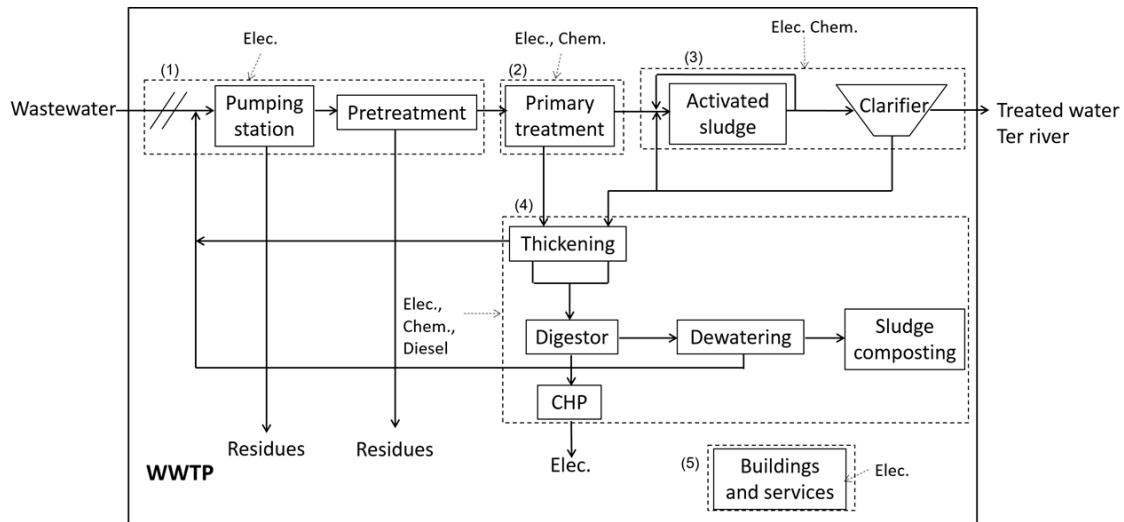 Elec.
Elec., Chem.
Elec. Chem.
(1)
(2)
(3)
Wastewater
Pumping
station
Pretreatment
Primary
treatment
Activated
sludge
Clarifier
Treated water
Ter river
(4)
Thickening
Elec.,
Chem.,
Diesel
Digestor
Dewatering
Sludge
composting
CHP
Residues
Residues
Elec.
WWTP
(5)
Buildings
and services
Elec.